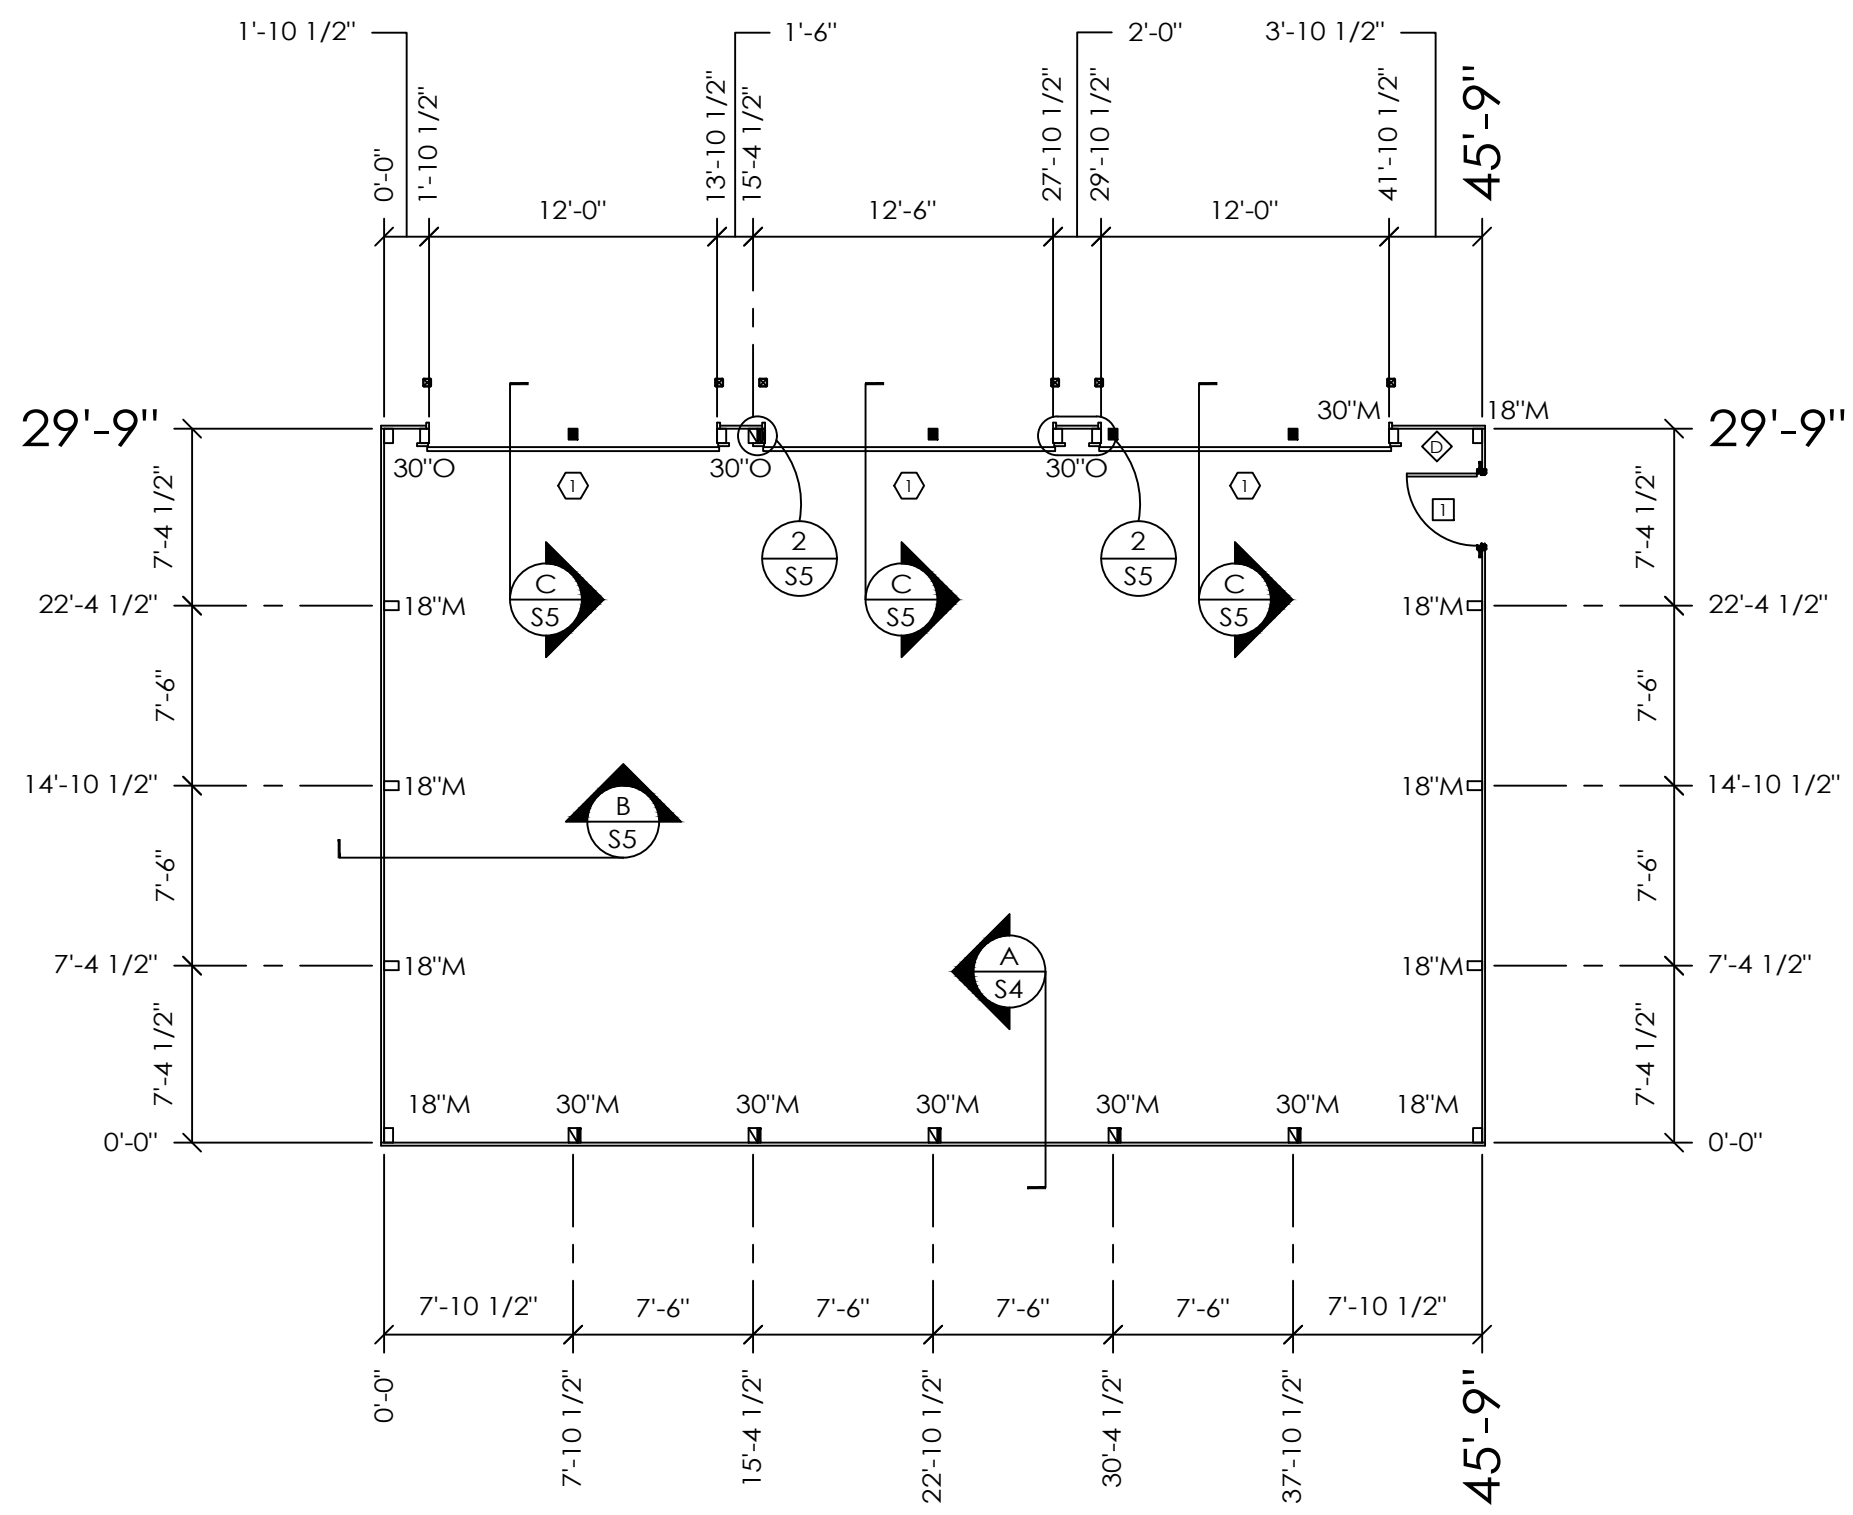 1'-10 1/2"
1'-6"
2'-0"
3'-10 1/2"
0'-0"
1'-10 1/2"
13'-10 1/2"
15'-4 1/2"
27'-10 1/2"
29'-10 1/2"
41'-10 1/2"
45'-9"
12'-0"
12'-6"
12'-0"
29'-9"
30"M
18"M
29'-9"
D
30"O
30"O
30"O
1
1
1
1
7'-4 1/2"
7'-4 1/2"
2
S5
2
S5
22'-4 1/2"
18"M
C
S5
C
S5
C
S5
18"M
22'-4 1/2"
7'-6"
7'-6"
14'-10 1/2"
18"M
B
S5
18"M
14'-10 1/2"
7'-6"
7'-6"
7'-4 1/2"
18"M
A
S4
18"M
7'-4 1/2"
7'-4 1/2"
7'-4 1/2"
18"M
30"M
30"M
30"M
30"M
30"M
18"M
0'-0"
0'-0"
7'-10 1/2"
7'-6"
7'-6"
7'-6"
7'-6"
7'-10 1/2"
0'-0"
7'-10 1/2"
15'-4 1/2"
22'-10 1/2"
30'-4 1/2"
37'-10 1/2"
45'-9"